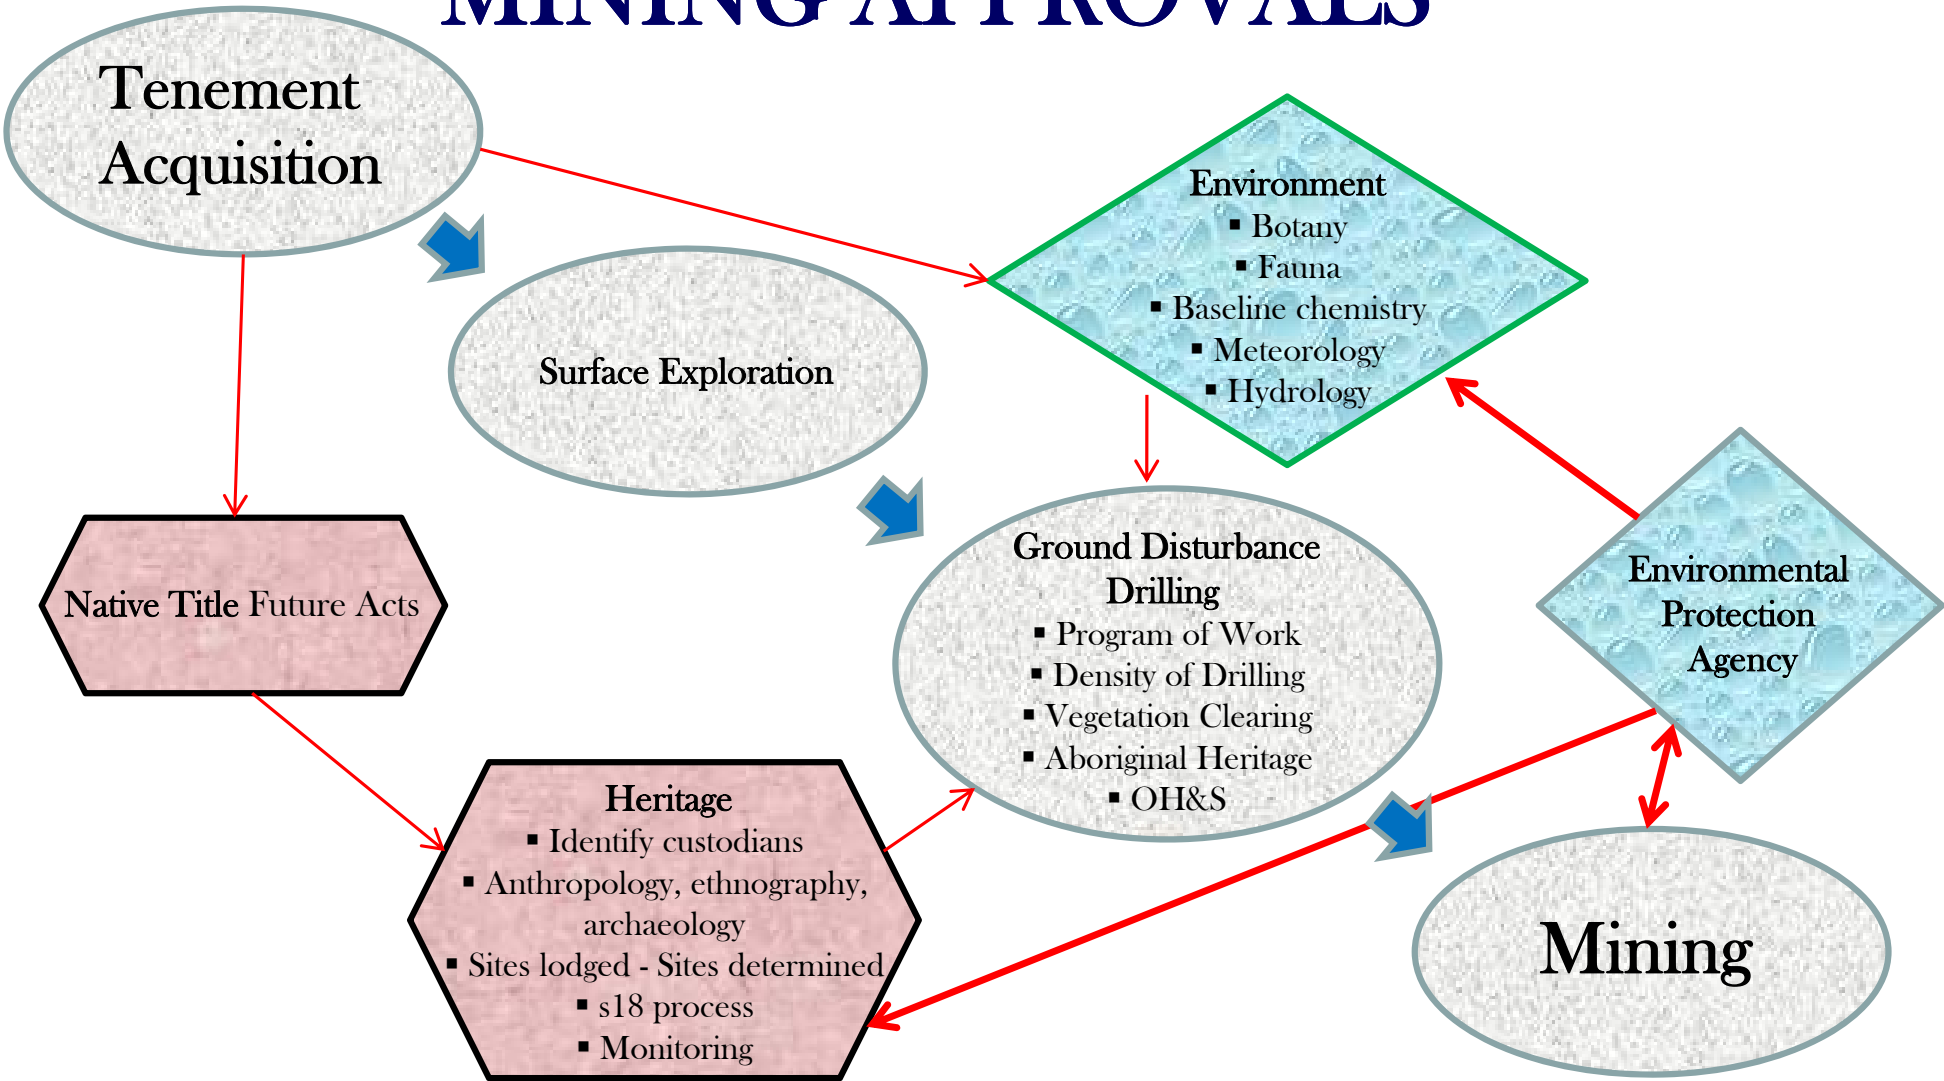 MINING APPROVALS
Tenement
Acquisition
Environment
▪ Botany
▪ Fauna
▪ Baseline chemistry
▪ Meteorology
▪ Hydrology
Surface Exploration
Ground Disturbance
Drilling
▪ Program of Work
▪ Density of Drilling
▪ Vegetation Clearing
▪ Aboriginal Heritage
▪ OH&S
Environmental
Protection
Agency
Native Title Future Acts
Heritage
▪ Identify custodians
▪ Anthropology, ethnography,
archaeology
▪ Sites lodged - Sites determined
▪ s18 process
▪ Monitoring
Mining